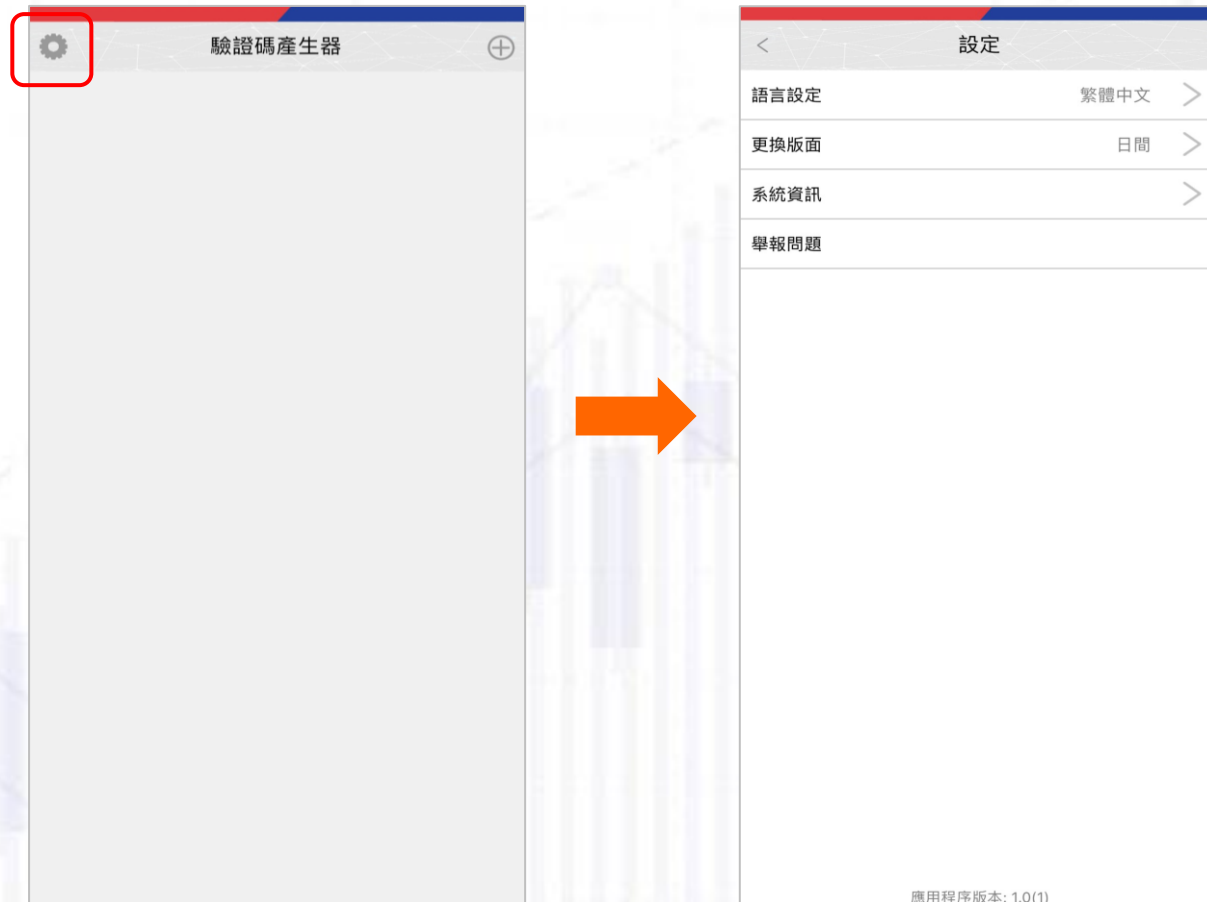 驗證碼產生器
設定
語言設定 繁體中文
更換版面 日間
系統資訊
舉報問題
應用程序版本: 1.0(1)